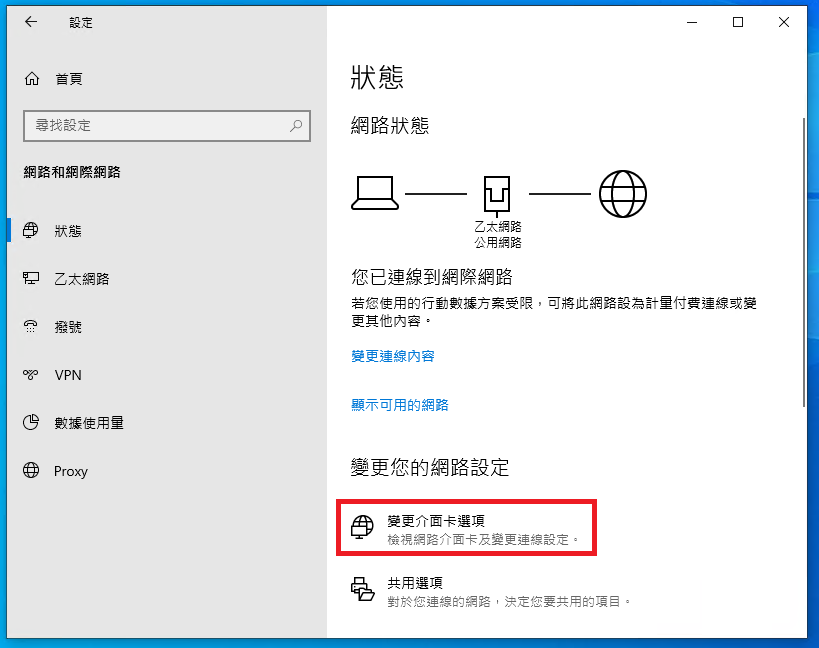 設定
首頁
尋找設定
網路和網際網路
狀態
乙太網路
撥號
VPN
數據使用量
Proxy
狀態
網路狀態
乙太網路
公用網路
您已連線到網際網路
若您使用的行動數據方案受限，可將此網路設為計量付費連線或變
更其他內容。
變更連線內容
顯示可用的網路
變更您的網路設定
變更介面卡選項
檢視網路介面卡及變更連線設定。
共用選項
對於您連線的網路，決定您要共用的項目。